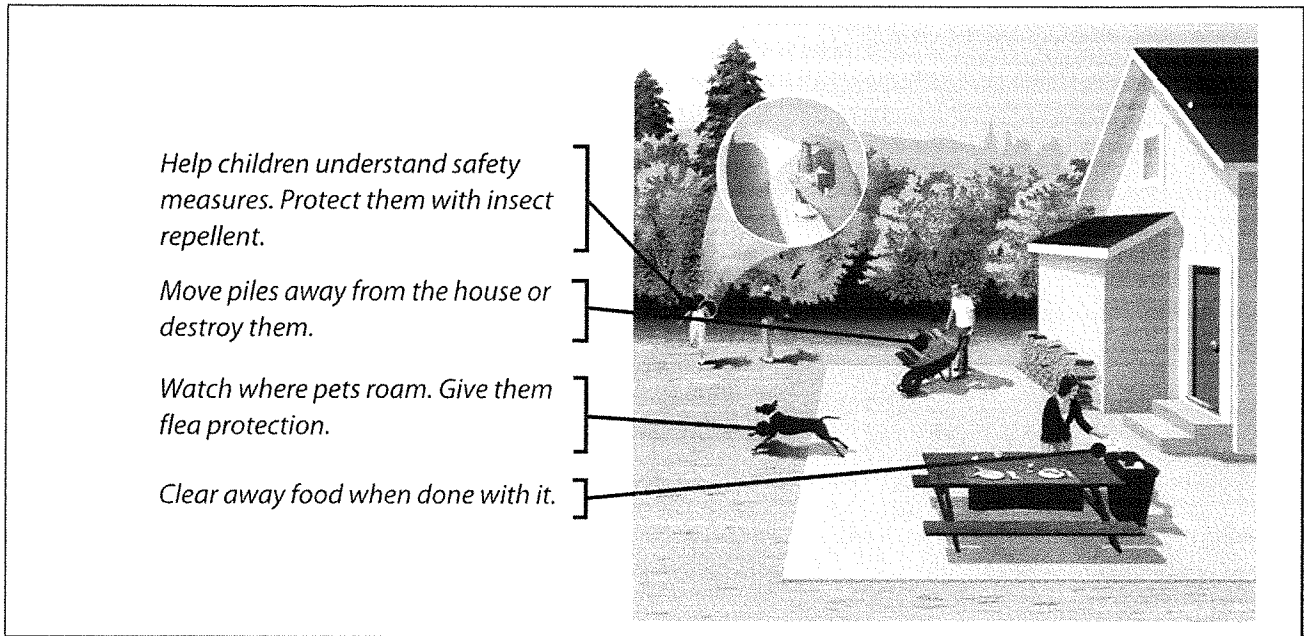 Help children understand safety
measures. Protect them with insect
repellent.
Move piles away from the house or
destroy them.
Watch where pets roam. Give them
flea protection.
Clear away food when done with it.